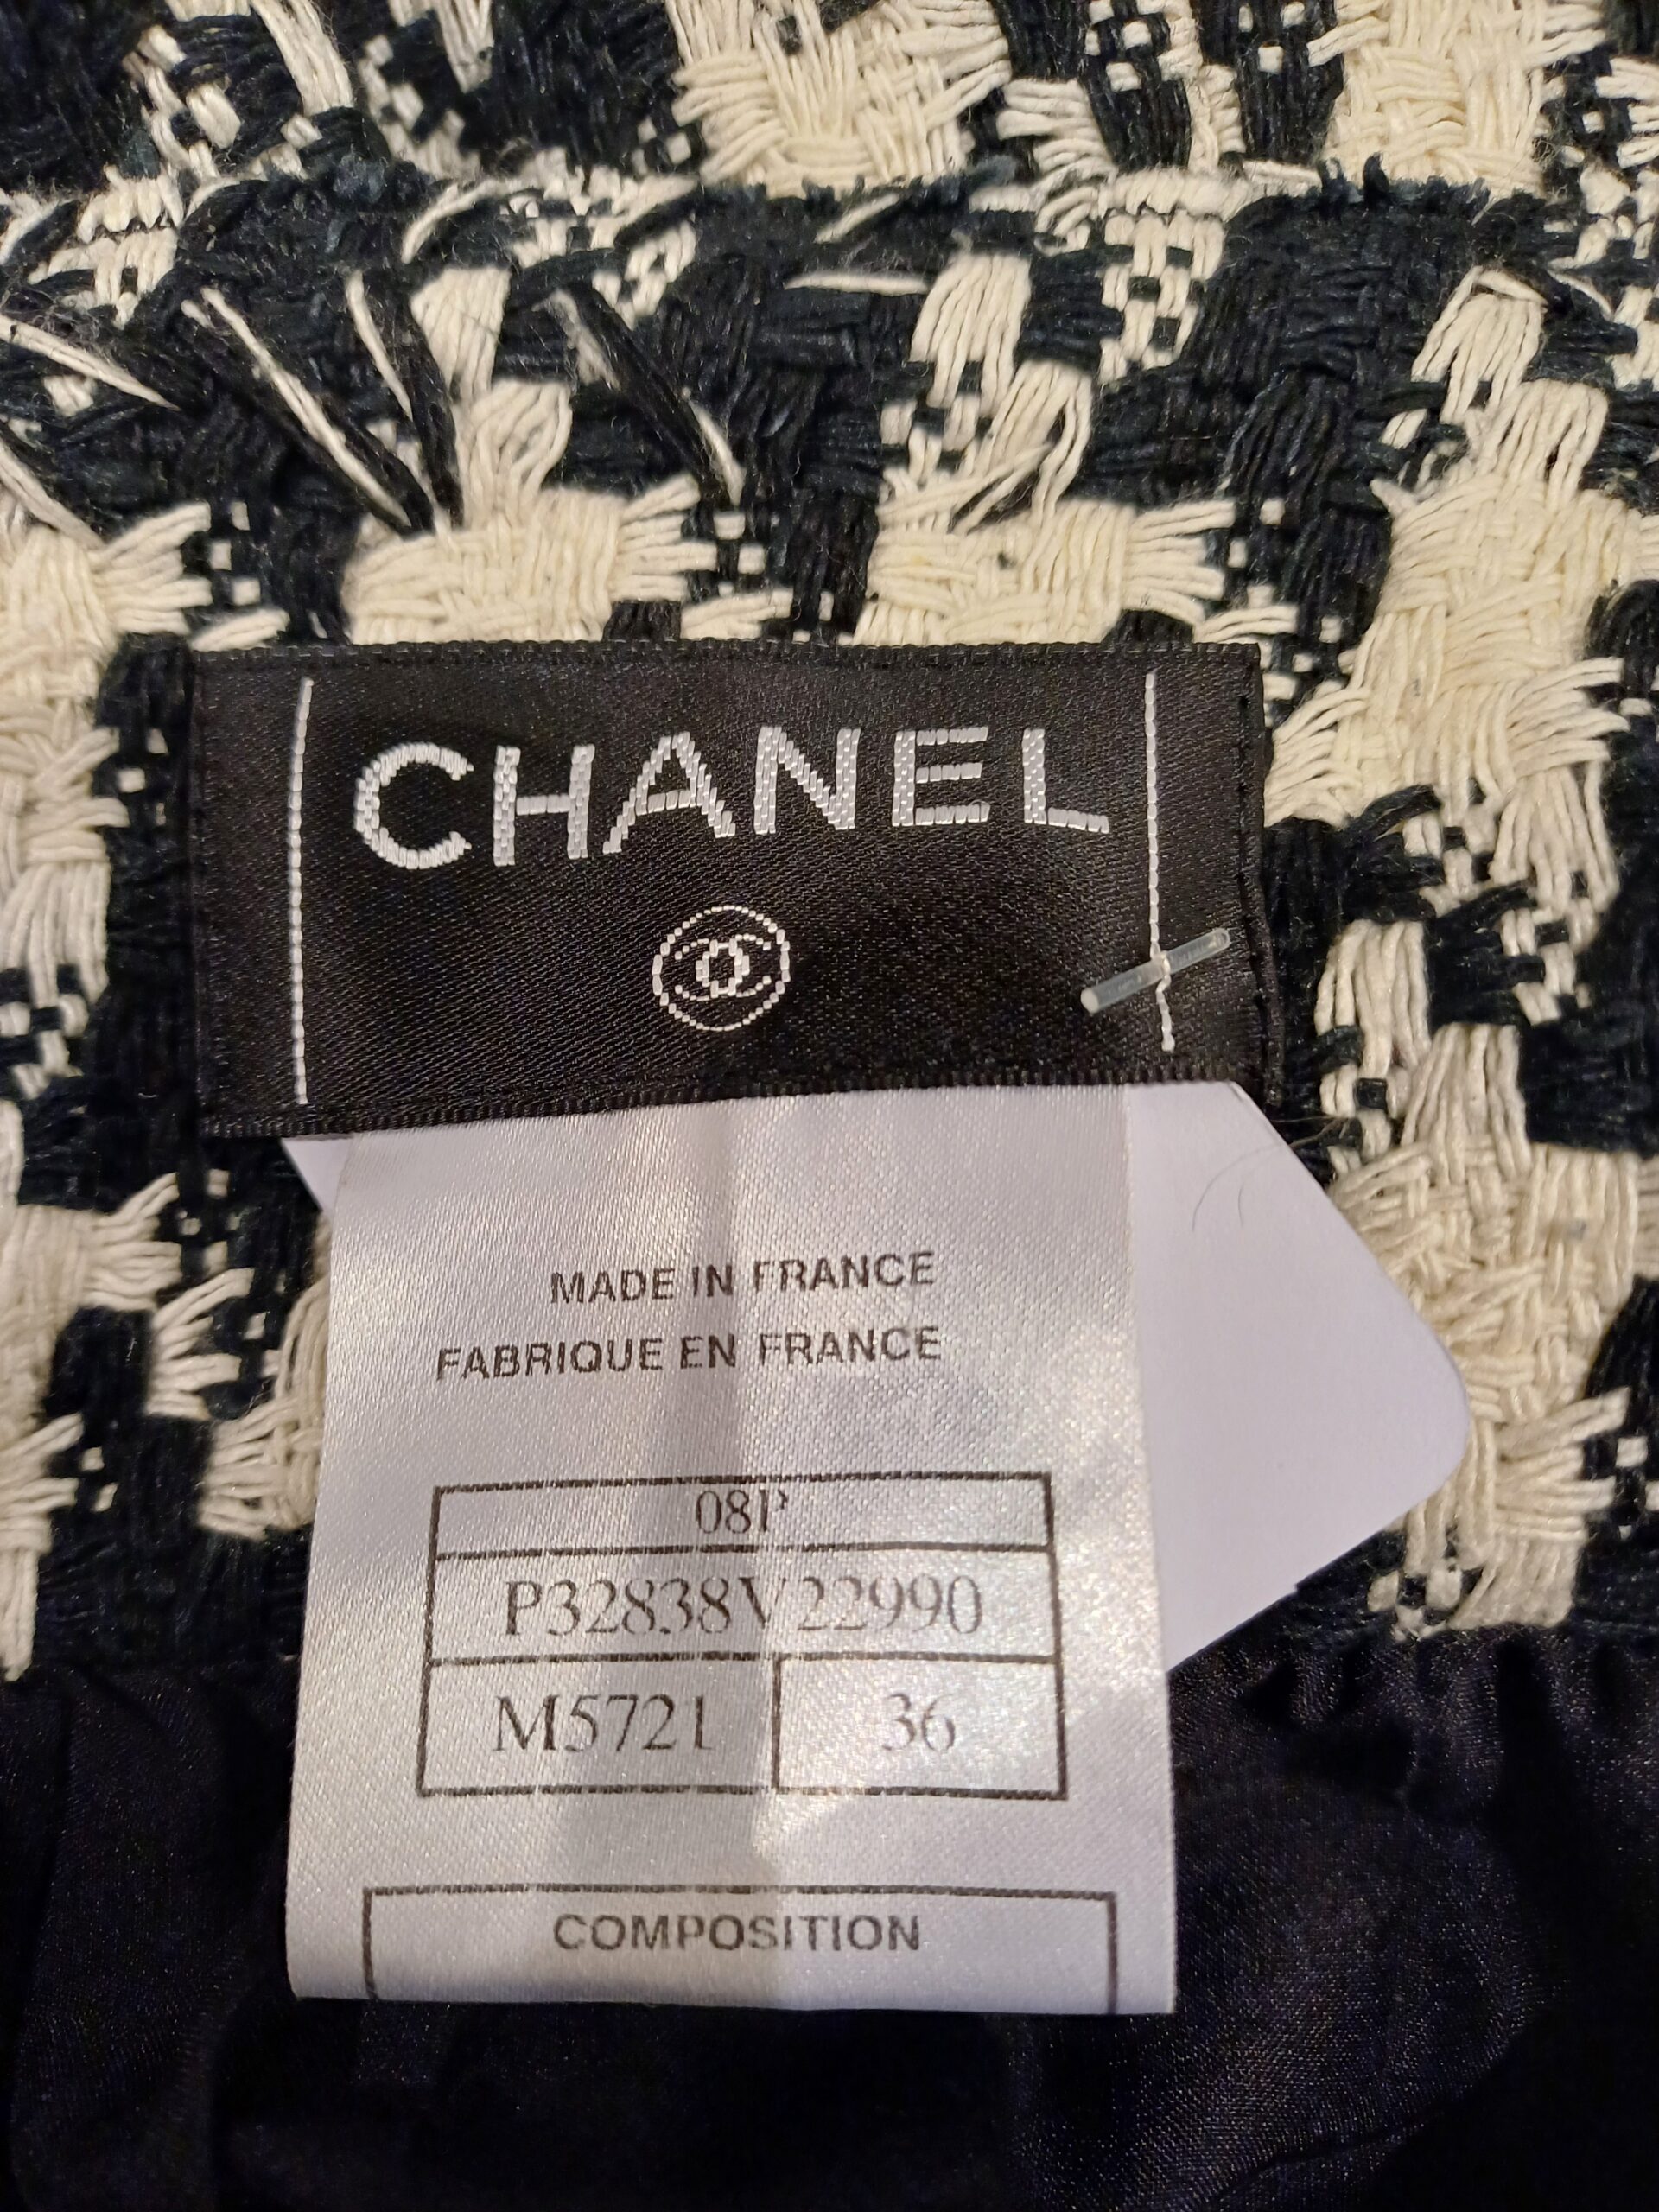 CHANEL
MADE IN FRANCE
FABRIQUE EN FRANCE
08P
P32838V22990
M5721 36
COMPOSITION